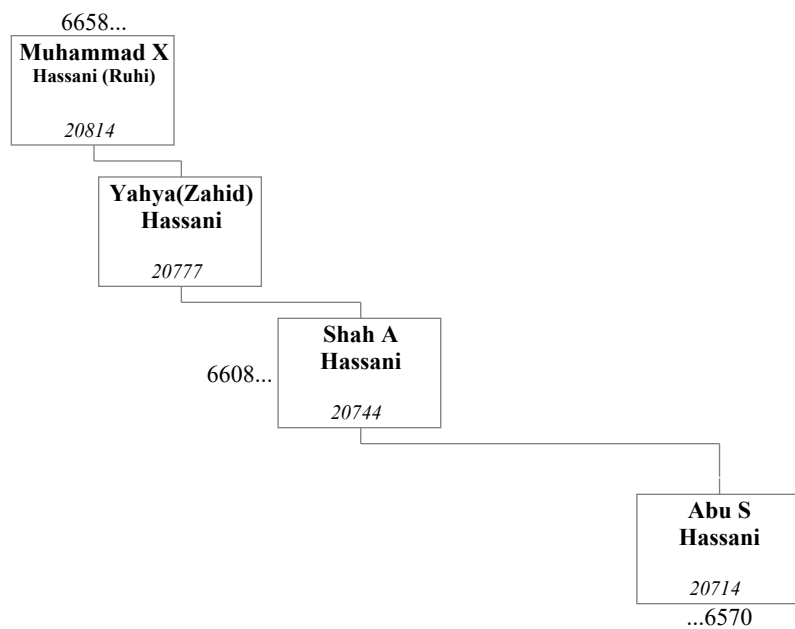 6658...
Muhammad X
Hassani (Ruhi)
20814
Yahya(Zahid)
Hassani
20777
Shah A
Hassani
6608...
20744
Abu S
Hassani
20714
...6570